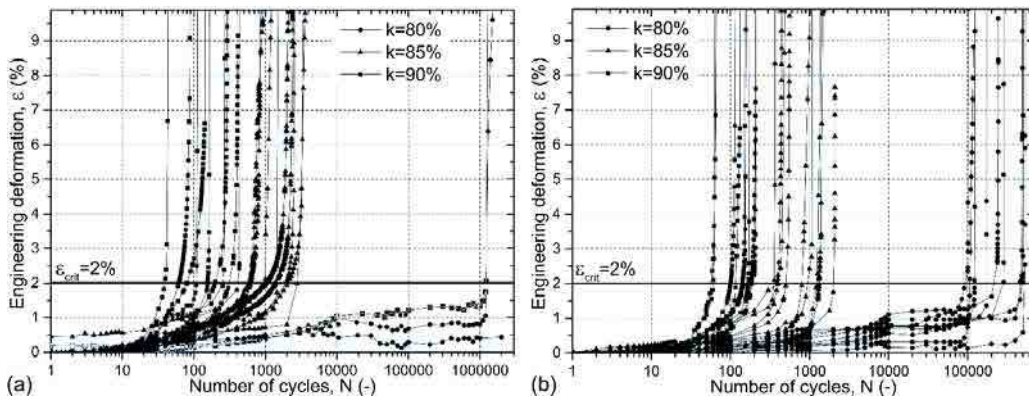 Engineering deformation, ε (%)
9
8
7
6
5
4
3
2
1
0
k=80%
k=85%
k=90%
ε_crit=2%
1 10 100 1000 10000 100000 1000000
(a) Number of cycles, N (-)
Engineering deformation, ε (%)
9
8
7
6
5
4
3
2
1
0
k=80%
k=85%
k=90%
ε_crit=2%
1 10 100 1000 10000 100000
(b) Number of cycles, N (-)